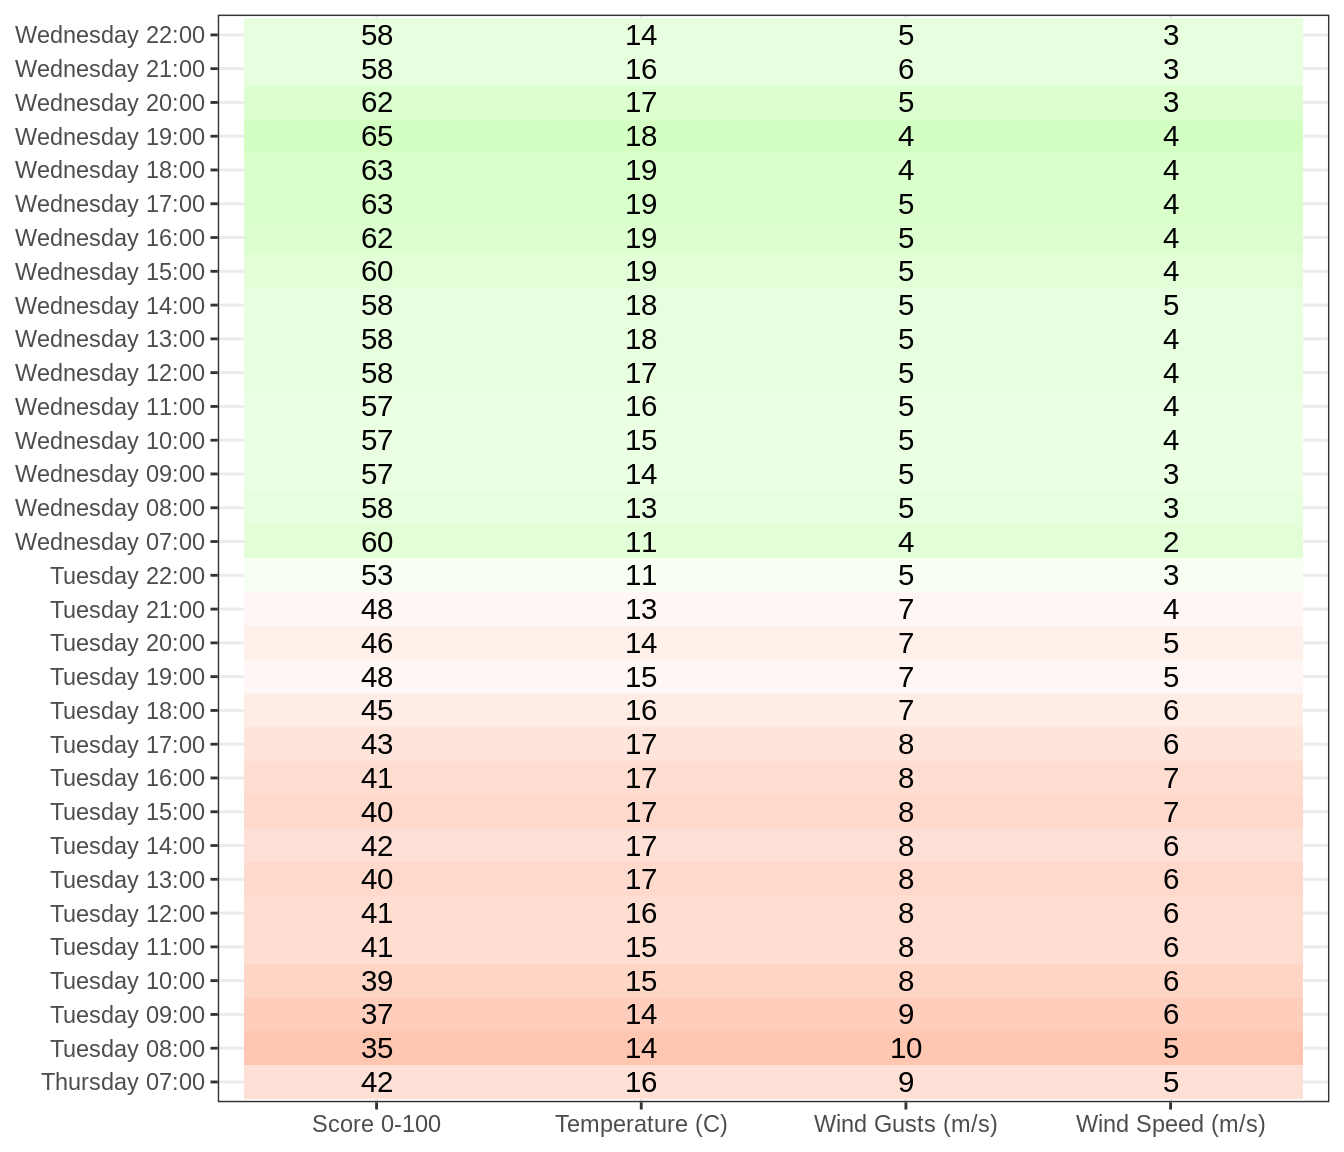 Wednesday 22:00 58 14 5 3
Wednesday 21:00 58 16 6 3
Wednesday 20:00 62 17 5 3
Wednesday 19:00 65 18 4 4
Wednesday 18:00 63 19 4 4
Wednesday 17:00 63 19 5 4
Wednesday 16:00 62 19 5 4
Wednesday 15:00 60 19 5 4
Wednesday 14:00 58 18 5 5
Wednesday 13:00 58 18 5 4
Wednesday 12:00 58 17 5 4
Wednesday 11:00 57 16 5 4
Wednesday 10:00 57 15 5 4
Wednesday 09:00 57 14 5 3
Wednesday 08:00 58 13 5 3
Wednesday 07:00 60 11 4 2
Tuesday 22:00 53 11 5 3
Tuesday 21:00 48 13 7 4
Tuesday 20:00 46 14 7 5
Tuesday 19:00 48 15 7 5
Tuesday 18:00 45 16 7 6
Tuesday 17:00 43 17 8 6
Tuesday 16:00 41 17 8 7
Tuesday 15:00 40 17 8 7
Tuesday 14:00 42 17 8 6
Tuesday 13:00 40 17 8 6
Tuesday 12:00 41 16 8 6
Tuesday 11:00 41 15 8 6
Tuesday 10:00 39 15 8 6
Tuesday 09:00 37 14 9 6
Tuesday 08:00 35 14 10 5
Thursday 07:00 42 16 9 5
Score 0-100 Temperature (C) Wind Gusts (m/s) Wind Speed (m/s)